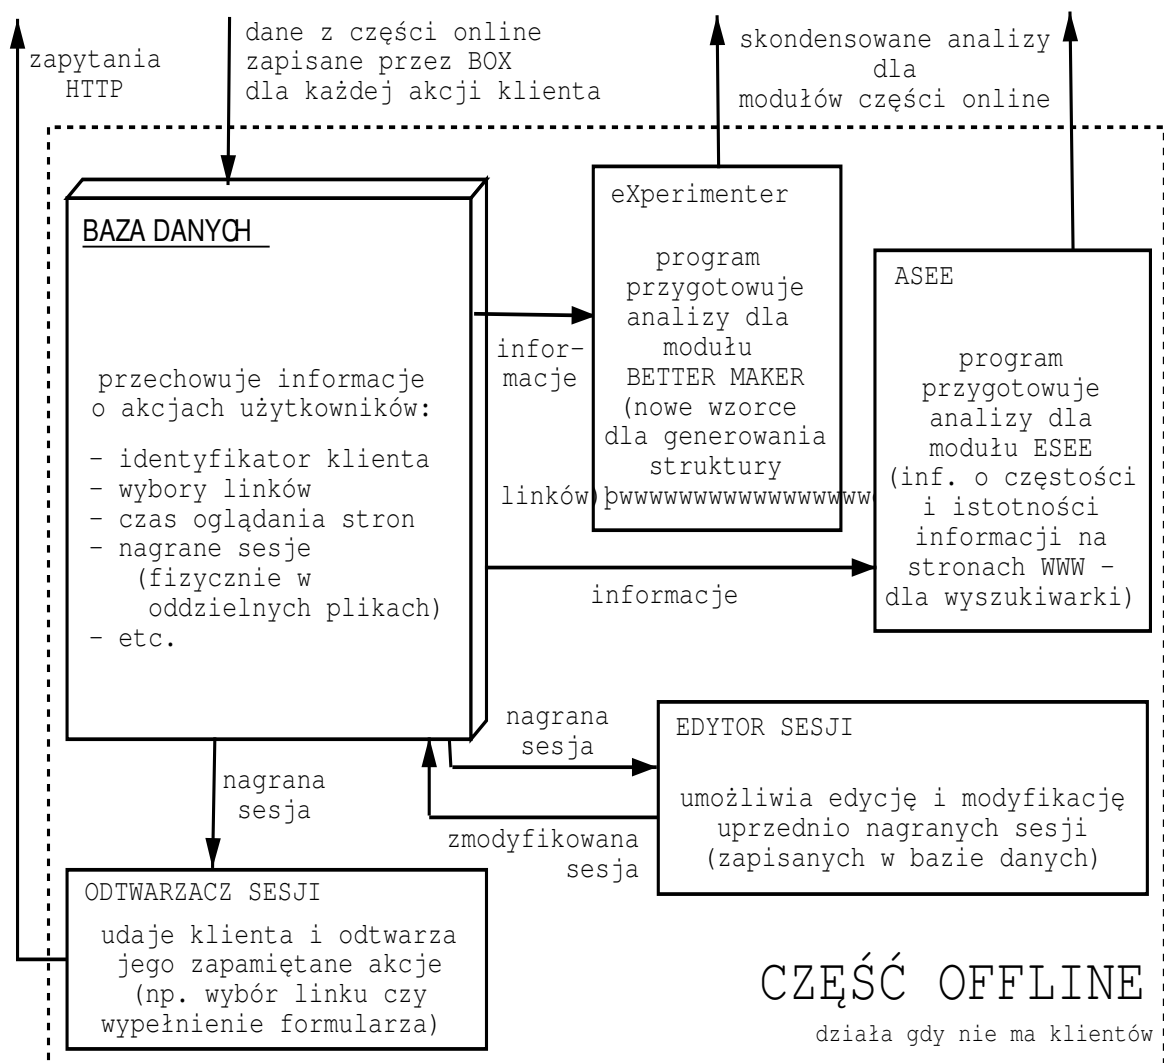 zapytania
HTTP
dane z części online
zapisane przez BOX
dla każdej akcji klienta
skondensowane analizy
dla
modułów części online
BAZA DANYCH
przechowuje informacje
o akcjach użytkowników:
- identyfikator klienta
- wybory linków
- czas oglądania stron
- nagrane sesje
(fizycznie w
oddzielnych plikach)
- etc.
infor-
macje
eXperimenter
program
przygotowuje
analizy dla
modułu
BETTER MAKER
(nowe wzorce
dla generowania
struktury
linków)þwwwwwwwwwwwwwwwww
ASEE
program
przygotowuje
analizy dla
modułu ESEE
(inf. o częstości
i istotności
informacji na
stronach WWW -
dla wyszukiwarki)
informacje
nagrana
sesja
EDYTOR SESJI
umożliwia edycję i modyfikację
uprzednio nagranych sesji
(zapisanych w bazie danych)
zmodyfikowana
sesja
nagrana
sesja
ODTWARZACZ SESJI
udaje klienta i odtwarza
jego zapamiętane akcje
(np. wybór linku czy
wypełnienie formularza)
CZĘŚĆ OFFLINE
działa gdy nie ma klientów